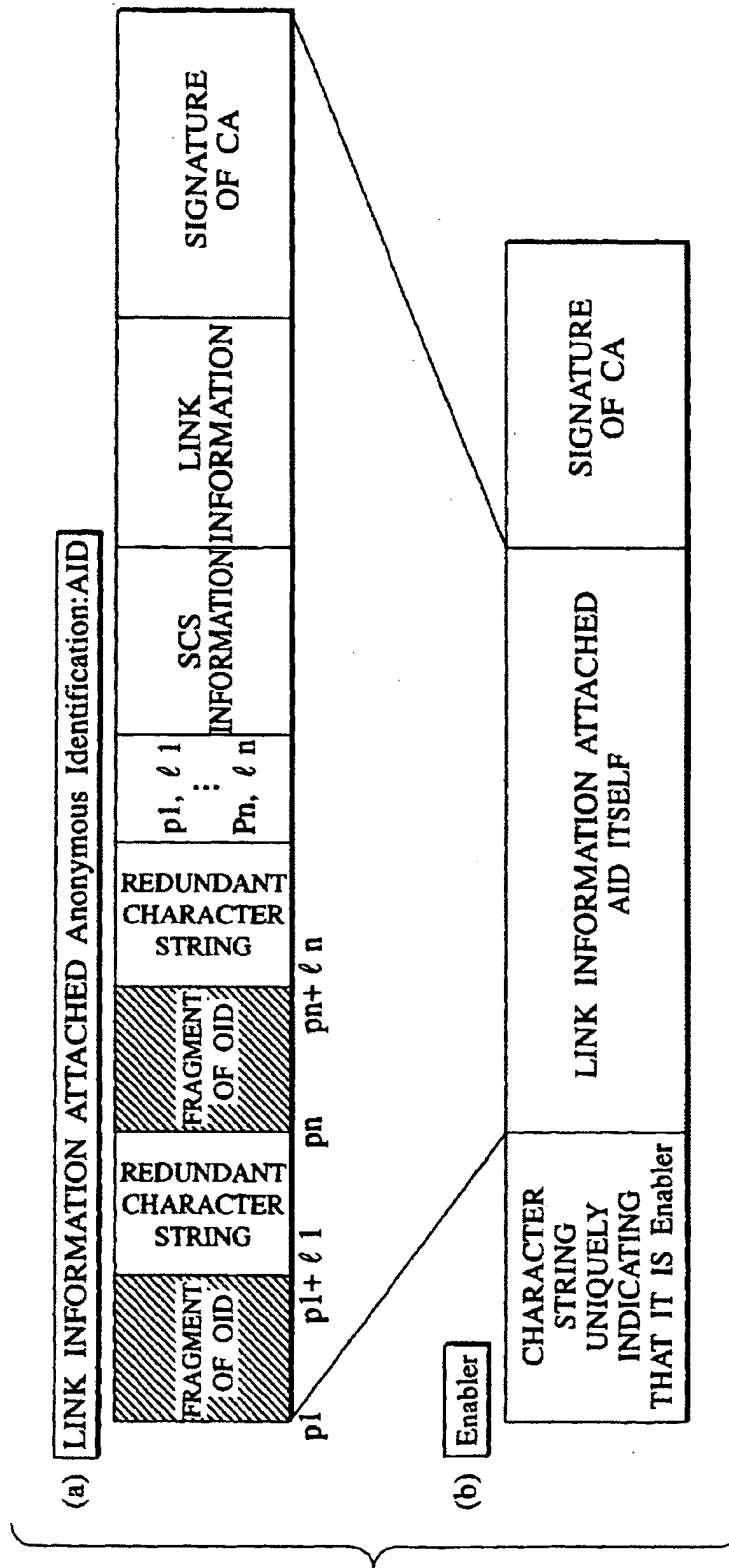 (a) LINK INFORMATION ATTACHED Anonymous Identification:AID
FRAGMENT
OF OID
REDUNDANT
CHARACTER
STRING
FRAGMENT
OF OID
REDUNDANT
CHARACTER
STRING
p1, ℓ 1
⋮
Pn, ℓ n
SCS
INFORMATION
LINK
INFORMATION
SIGNATURE
OF CA
p1
p1+ ℓ 1
pn
pn+ ℓ n
(b) Enabler
CHARACTER
STRING
UNIQUELY
INDICATING
THAT IT IS Enabler
LINK INFORMATION ATTACHED
AID ITSELF
SIGNATURE
OF CA